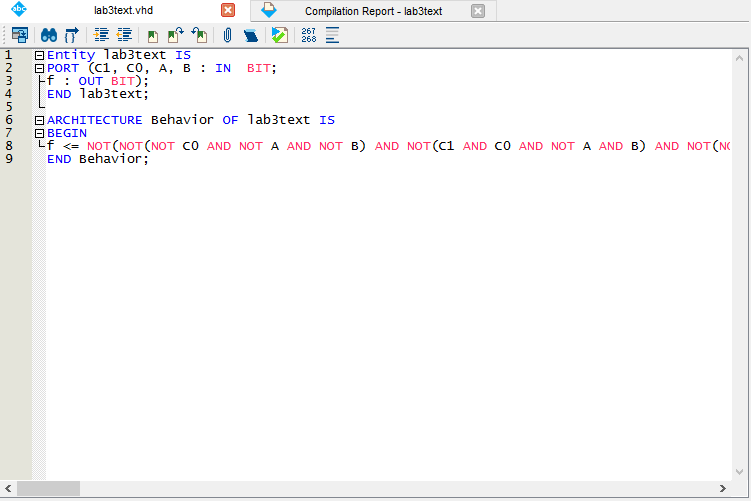 abc lab3text.vhd Compilation Report - lab3text
267
268
1 Entity lab3text IS
2 PORT (C1, C0, A, B : IN  BIT;
3 f : OUT BIT);
4 END lab3text;
5
6 ARCHITECTURE Behavior OF lab3text IS
7 BEGIN
8 f <= NOT(NOT(NOT C0 AND NOT A AND NOT B) AND NOT(C1 AND C0 AND NOT A AND B) AND NOT(NO
9 END Behavior;